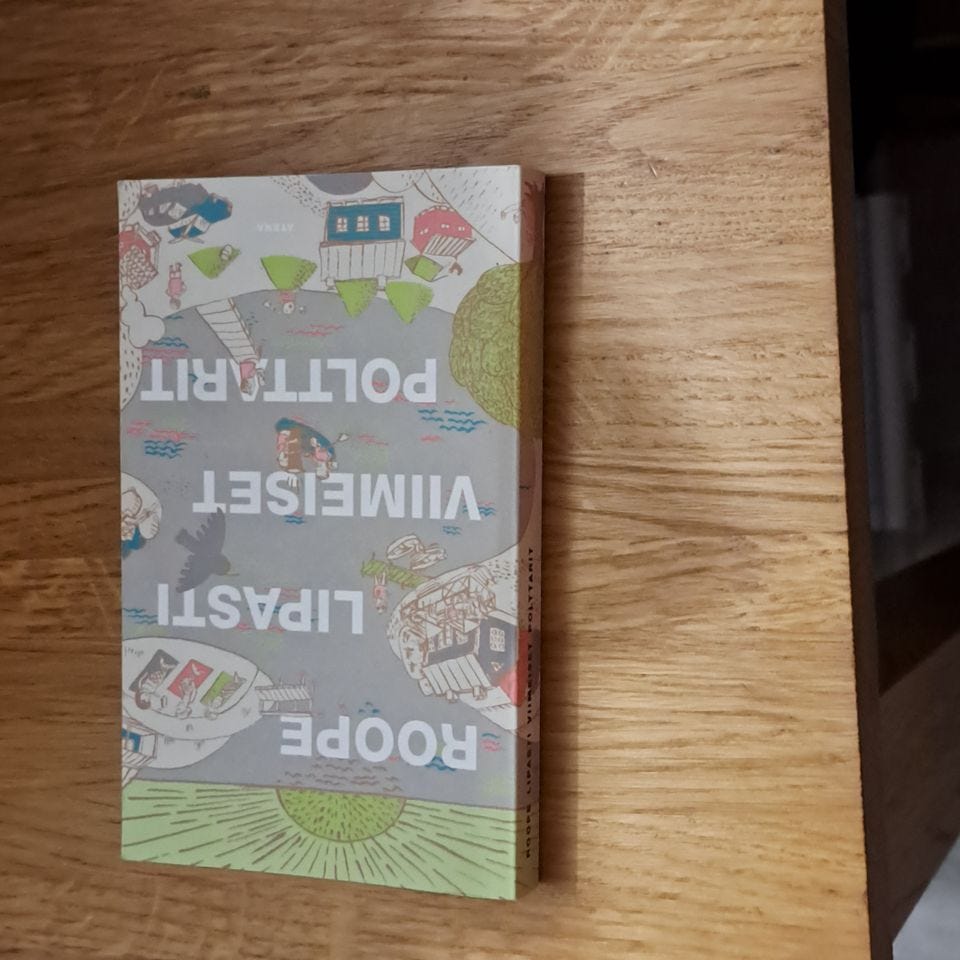 ROOPE
LIPASTI
VIIMEISET
POLTTARIT
ATENA
ROOPE LIPASTI VIIMEISET POLTTARIT